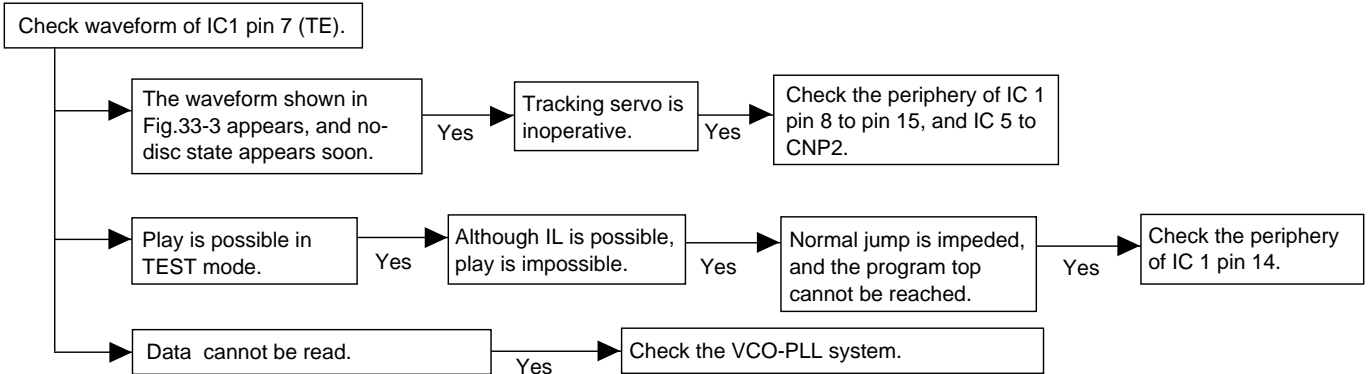 Check waveform of IC1 pin 7 (TE).
The waveform shown in
Fig.33-3 appears, and no-
disc state appears soon.
Yes
Tracking servo is
inoperative.
Yes
Check the periphery of IC 1
pin 8 to pin 15, and IC 5 to
CNP2.
Play is possible in
TEST mode.
Yes
Although IL is possible,
play is impossible.
Yes
Normal jump is impeded,
and the program top
cannot be reached.
Yes
Check the periphery
of IC 1 pin 14.
Data cannot be read.
Yes
Check the VCO-PLL system.